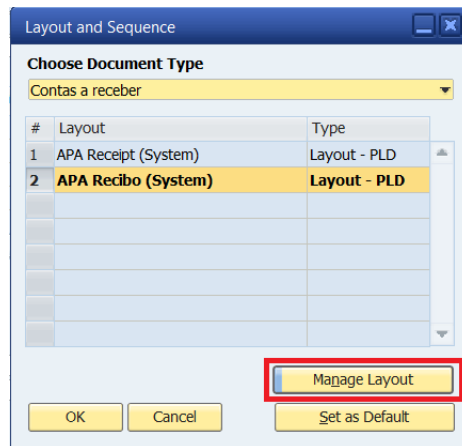 Layout and Sequence
Choose Document Type
Contas a receber
# Layout Type
1 APA Receipt (System) Layout - PLD
2 APA Recibo (System) Layout - PLD
Manage Layout
OK Cancel Set as Default